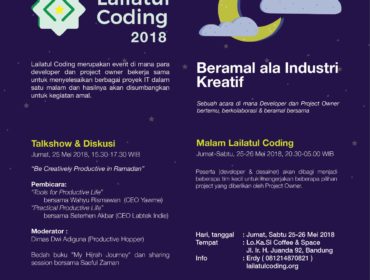 Lailatul
Coding
2018
Lailatul Coding merupakan event di mana para
developer dan project owner bekerja sama
untuk menyelesaikan berbagai proyek IT dalam
satu malam dan hasilnya akan disumbangkan
untuk kegiatan amal.
Beramal ala Industri
Kreatif
Sebuah acara di mana Developer dan Project Owner
bertemu, berkolaborasi & beramal bersama
Talkshow & Diskusi
Jumat, 25 Mei 2018, 15.30-17.30 WIB
"Be Creatively Productive in Ramadan"
Pembicara:
"Tools for Productive Life"
bersama Wahyu Rismawan (CEO Yavme)
"Practical Productive Life"
bersama Seterhen Akbar (CEO Labtek Indie)
Moderator :
Dimas Dwi Adiguna (Productive Hopper)
Bedah buku "My Hijrah Journey" dan sharing
session bersama Saeful Zaman
Malam Lailatul Coding
Jumat-Sabtu, 25-26 Mei 2018, 20.30-05.00 WIB
Peserta (developer & desainer) akan dibagi menjadi
beberapa tim kecil untuk mengerjakan beberapa pilihan
project yang diberikan oleh Project Owner.
Hari, tanggal : Jumat, Sabtu 25-26 Mei 2018
Tempat : Lo.Ka.Si Coffee & Space
Jl. Ir. H. Juanda 92, Bandung
Info : Erdy ( 081214870821 )
lailatulcoding.org